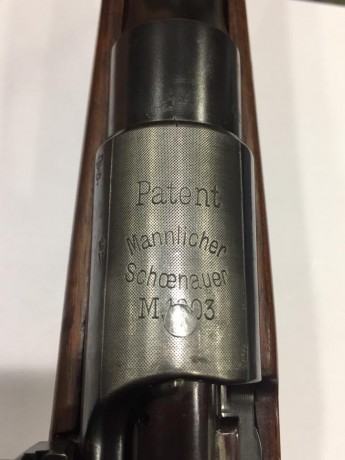 Patent
Mannlicher
Schœnauer
M.1903